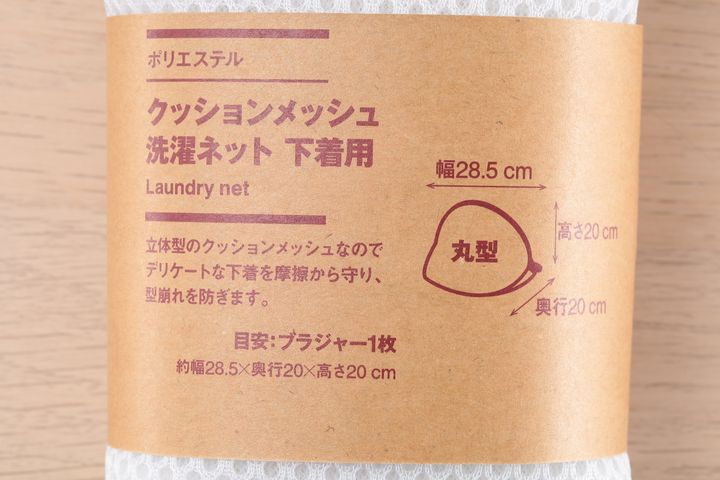 ポリエステル
クッションメッシュ
洗濯ネット 下着用
Laundry net
立体型のクッションメッシュなので
デリケートな下着を摩擦から守り、
型崩れを防ぎます。
目安：ブラジャー1枚
約幅28.5×奥行20×高さ20 cm
幅28.5 cm
高さ20 cm
丸型
奥行20 cm